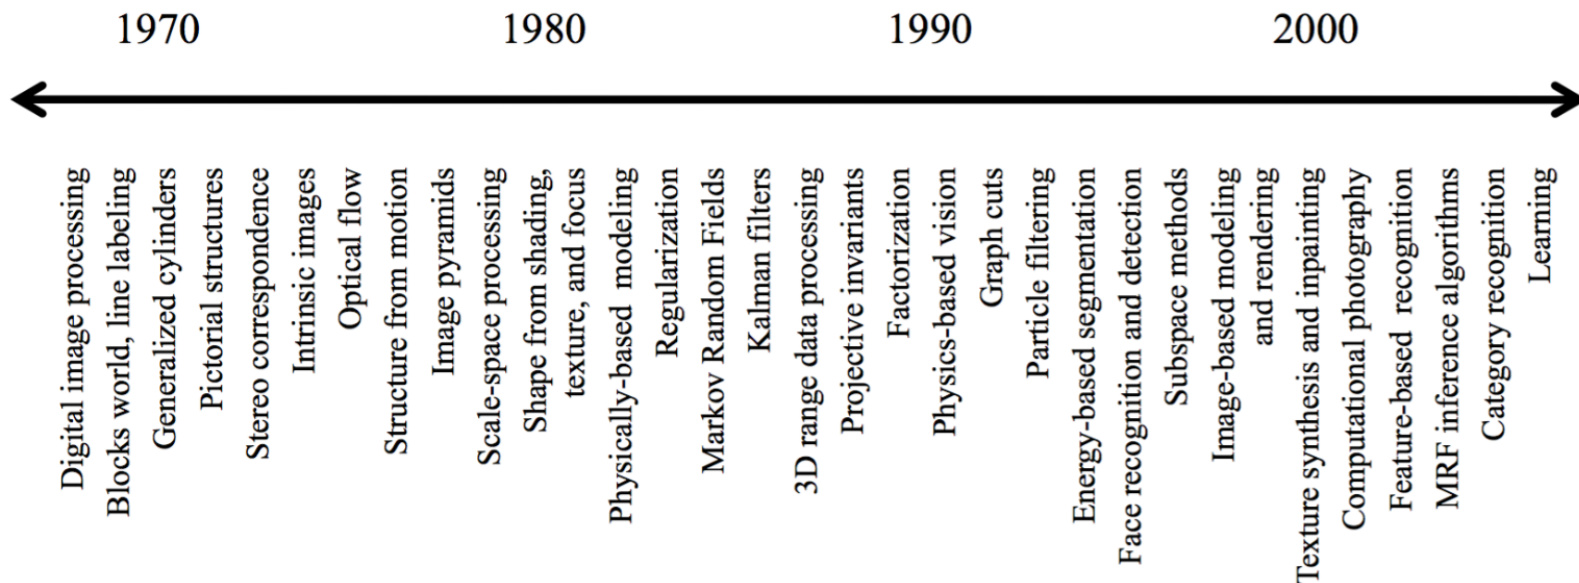 1970 1980 1990 2000
Digital image processing
Blocks world, line labeling
Generalized cylinders
Pictorial structures
Stereo correspondence
Intrinsic images
Optical flow
Structure from motion
Image pyramids
Scale-space processing
Shape from shading,
texture, and focus
Physically-based modeling
Regularization
Markov Random Fields
Kalman filters
3D range data processing
Projective invariants
Factorization
Physics-based vision
Graph cuts
Particle filtering
Energy-based segmentation
Face recognition and detection
Subspace methods
Image-based modeling
and rendering
Texture synthesis and inpainting
Computational photography
Feature-based recognition
MRF inference algorithms
Category recognition
Learning